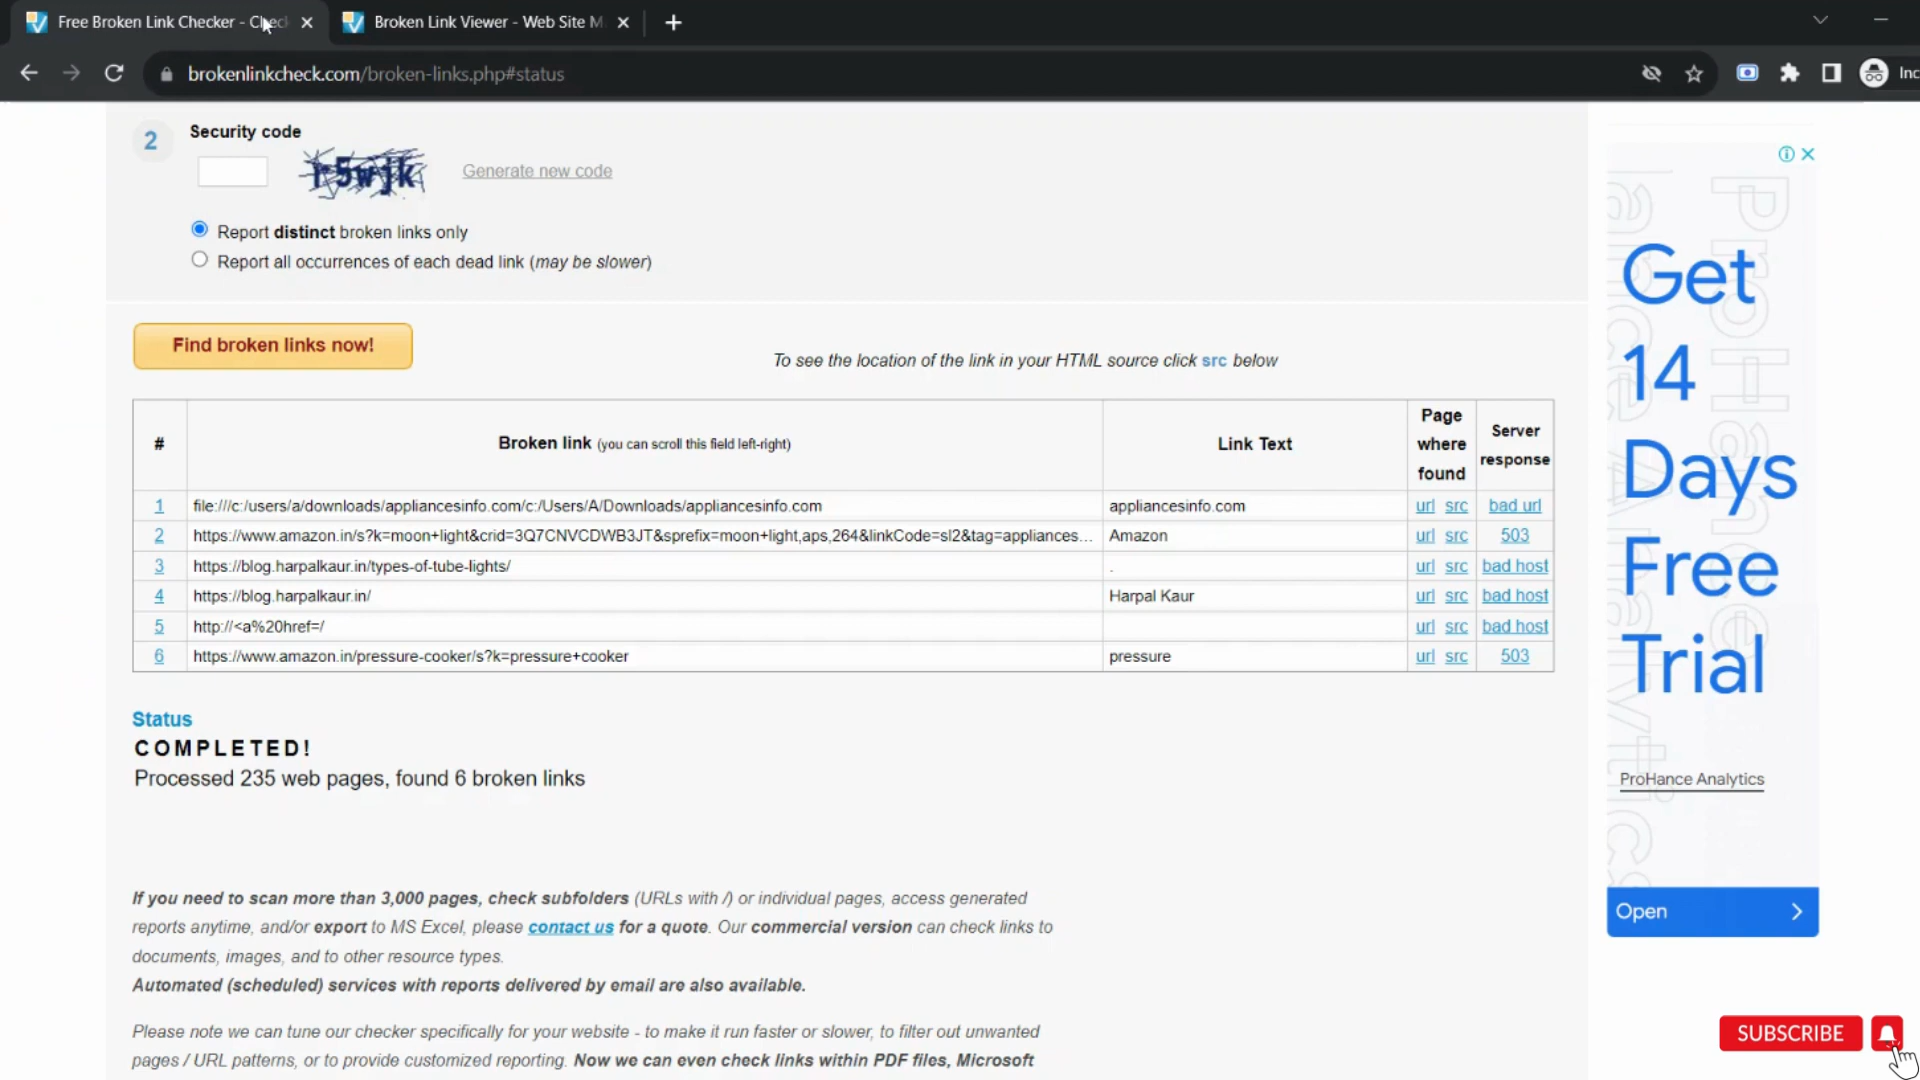 Free Broken Link Checker - Check
Broken Link Viewer - Web Site M
brokenlinkcheck.com/broken-links.php#status
Inc
2
Security code
r5wjk
Generate new code
Report distinct broken links only
Report all occurrences of each dead link (may be slower)
Find broken links now!
To see the location of the link in your HTML source click src below
# Broken link (you can scroll this field left-right) Link Text Page where found Server response
1 file:///c:/users/a/downloads/appliancesinfo.com/c:/Users/A/Downloads/appliancesinfo.com appliancesinfo.com url src bad url
2 https://www.amazon.in/s?k=moon+light&crid=3Q7CNVCDWB3JT&sprefix=moon+light,aps,264&linkCode=sl2&tag=appliances... Amazon url src 503
3 https://blog.harpalkaur.in/types-of-tube-lights/ . url src bad host
4 https://blog.harpalkaur.in/ Harpal Kaur url src bad host
5 http://<a%20href=/ url src bad host
6 https://www.amazon.in/pressure-cooker/s?k=pressure+cooker pressure url src 503
Status
COMPLETED!
Processed 235 web pages, found 6 broken links
If you need to scan more than 3,000 pages, check subfolders (URLs with /) or individual pages, access generated
reports anytime, and/or export to MS Excel, please contact us for a quote. Our commercial version can check links to
documents, images, and to other resource types.
Automated (scheduled) services with reports delivered by email are also available.
Please note we can tune our checker specifically for your website - to make it run faster or slower, to filter out unwanted
pages / URL patterns, or to provide customized reporting. Now we can even check links within PDF files, Microsoft
Get
14
Days
Free
Trial
ProHance Analytics
Open
SUBSCRIBE